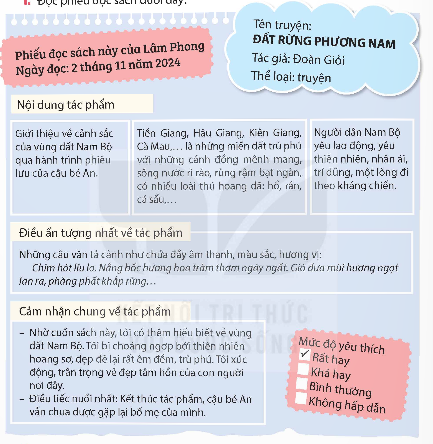 1. Đọc phiếu đọc sách dưới đây.
Phiếu đọc sách này của Lâm Phong
Ngày đọc: 2 tháng 11 năm 2024
Tên truyện:
ĐẤT RỪNG PHƯƠNG NAM
Tác giả: Đoàn Giỏi
Thể loại: truyện
Nội dung tác phẩm
Giới thiệu về cảnh sắc
của vùng đất Nam Bộ
qua hành trình phiêu
lưu của cậu bé An.
Tiền Giang, Hậu Giang, Kiên Giang,
Cà Mau,... là những miền đất trù phú
với những cánh đồng mênh mang,
sông nước rì rào, rừng rậm bạt ngàn,
có nhiều loài thú hoang dã: hổ, rắn,
cá sấu,...
Người dân Nam Bộ
yêu lao động, yêu
thiên nhiên, nhân ái,
trí dũng, một lòng đi
theo kháng chiến.
Điều ấn tượng nhất về tác phẩm
Những câu văn tả cảnh như chứa đầy âm thanh, màu sắc, hương vị:
Chim hót líu lo. Nắng bốc hương hoa tràm thơm ngây ngất. Gió đưa mùi hương ngọt
lan ra, phảng phất khắp rừng...
Cảm nhận chung về tác phẩm
– Nhờ cuốn sách này, tôi có thêm hiểu biết về vùng
đất Nam Bộ. Tôi bị choáng ngợp bởi thiên nhiên
hoang sơ, đẹp đẽ lại rất êm đềm, trù phú. Tôi xúc
động, trân trọng vẻ đẹp tâm hồn của con người
nơi đây.
– Điều tiếc nuối nhất: Kết thúc tác phẩm, cậu bé An
vẫn chưa được gặp lại bố mẹ của mình.
Mức độ yêu thích
✓ Rất hay
Khá hay
Bình thường
Không hấp dẫn
KẾT NỐI TRI THỨC